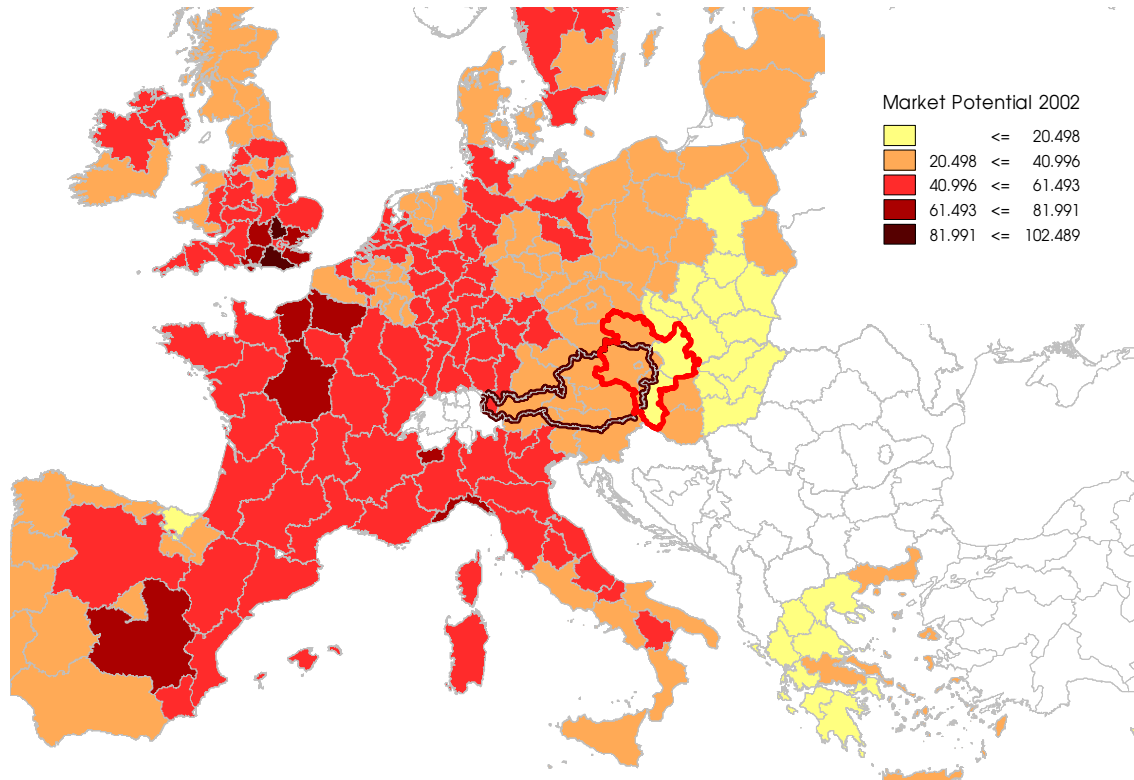 Market Potential 2002
<= 20.498
20.498 <= 40.996
40.996 <= 61.493
61.493 <= 81.991
81.991 <= 102.489